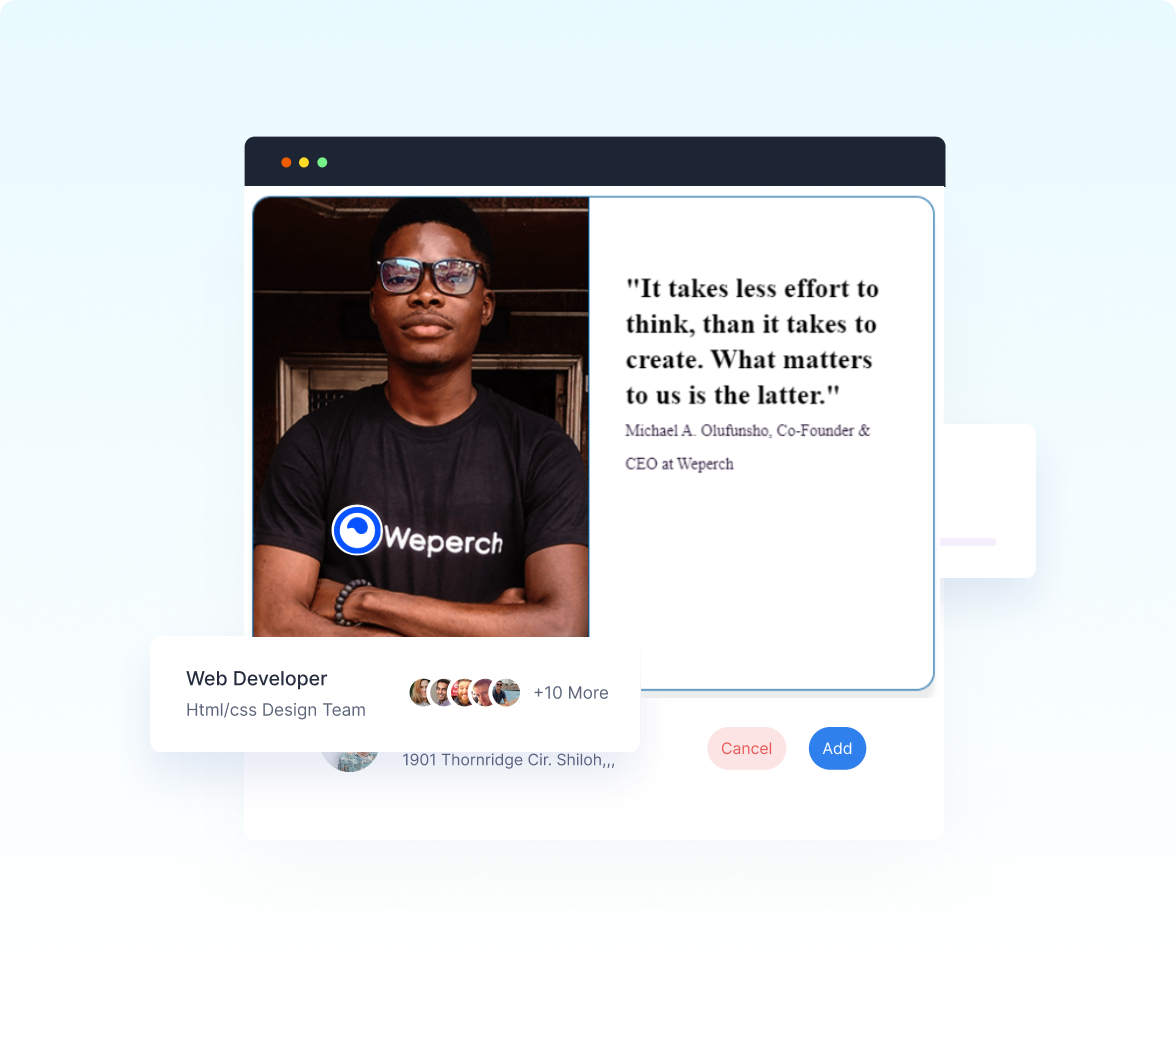 "It takes less effort to
think, than it takes to
create. What matters
to us is the latter."
Michael A. Olufunsho, Co-Founder &
CEO at Weperch
Weperch
Web Developer
Html/css Design Team
+10 More
1901 Thornridge Cir. Shiloh,,,
Cancel
Add